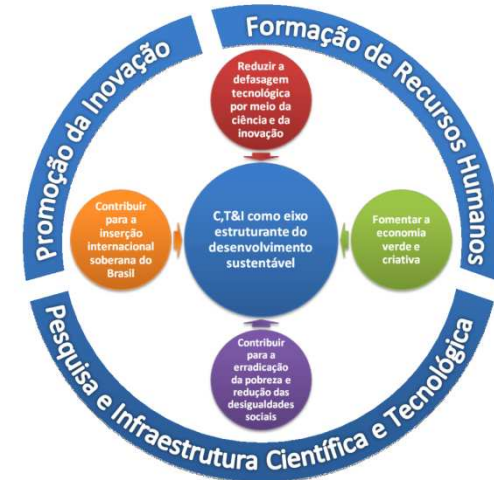 Promoção da Inovação
Formação de Recursos Humanos
Reduzir a
defasagem
tecnológica
por meio da
ciência e da
inovação
Contribuir
para a
inserção
internacional
soberana do
Brasil
C,T&I como eixo
estruturante do
desenvolvimento
sustentável
Fomentar a
economia
verde e
criativa
Contribuir
para a
erradicação
da pobreza e
redução das
desigualdades
sociais
Pesquisa e Infraestrutura Científica e Tecnológica